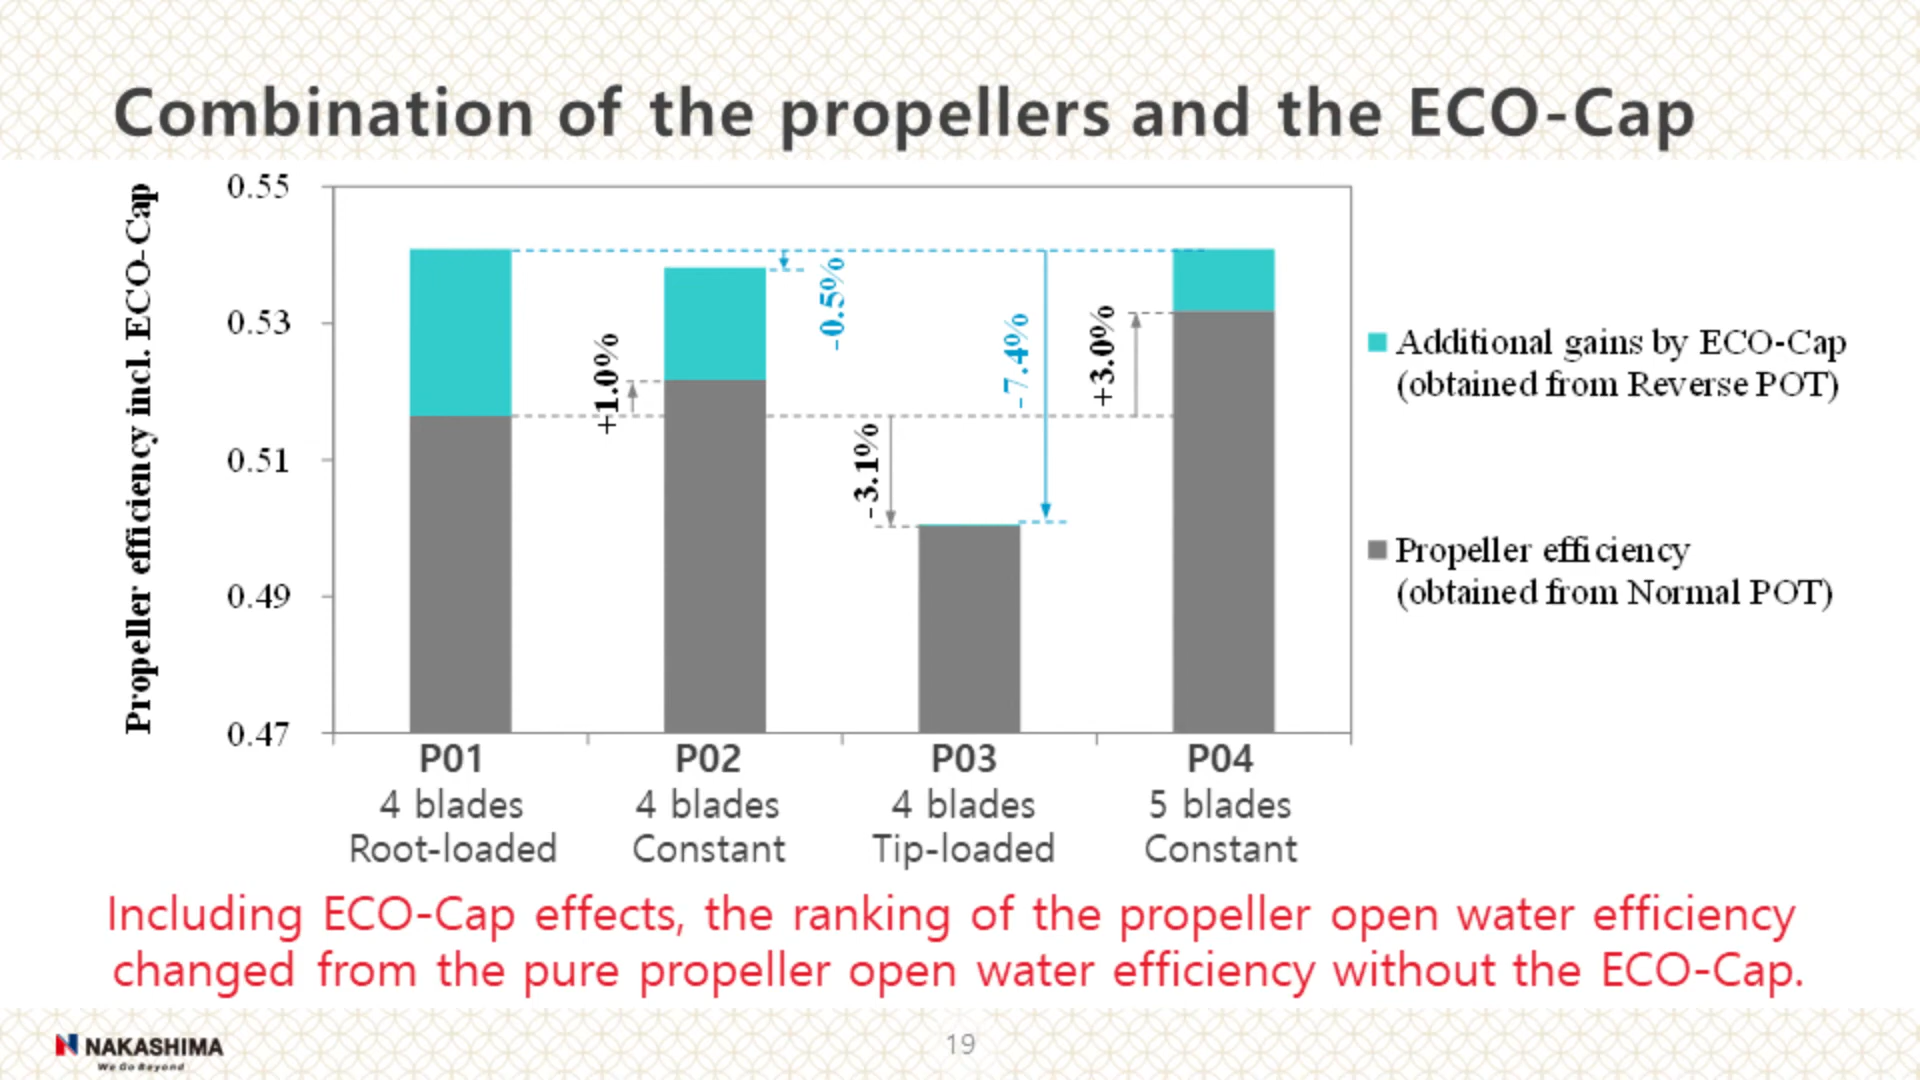 Combination of the propellers and the ECO-Cap
Propeller efficiency incl. ECO-Cap
0.55
0.53
0.51
0.49
0.47
+1.0%
-0.5%
-3.1%
-7.4%
+3.0%
Additional gains by ECO-Cap
(obtained from Reverse POT)
Propeller efficiency
(obtained from Normal POT)
P01 P02 P03 P04
4 blades 4 blades 4 blades 5 blades
Root-loaded Constant Tip-loaded Constant
Including ECO-Cap effects, the ranking of the propeller open water efficiency
changed from the pure propeller open water efficiency without the ECO-Cap.
NAKASHIMA
We Go Beyond
19